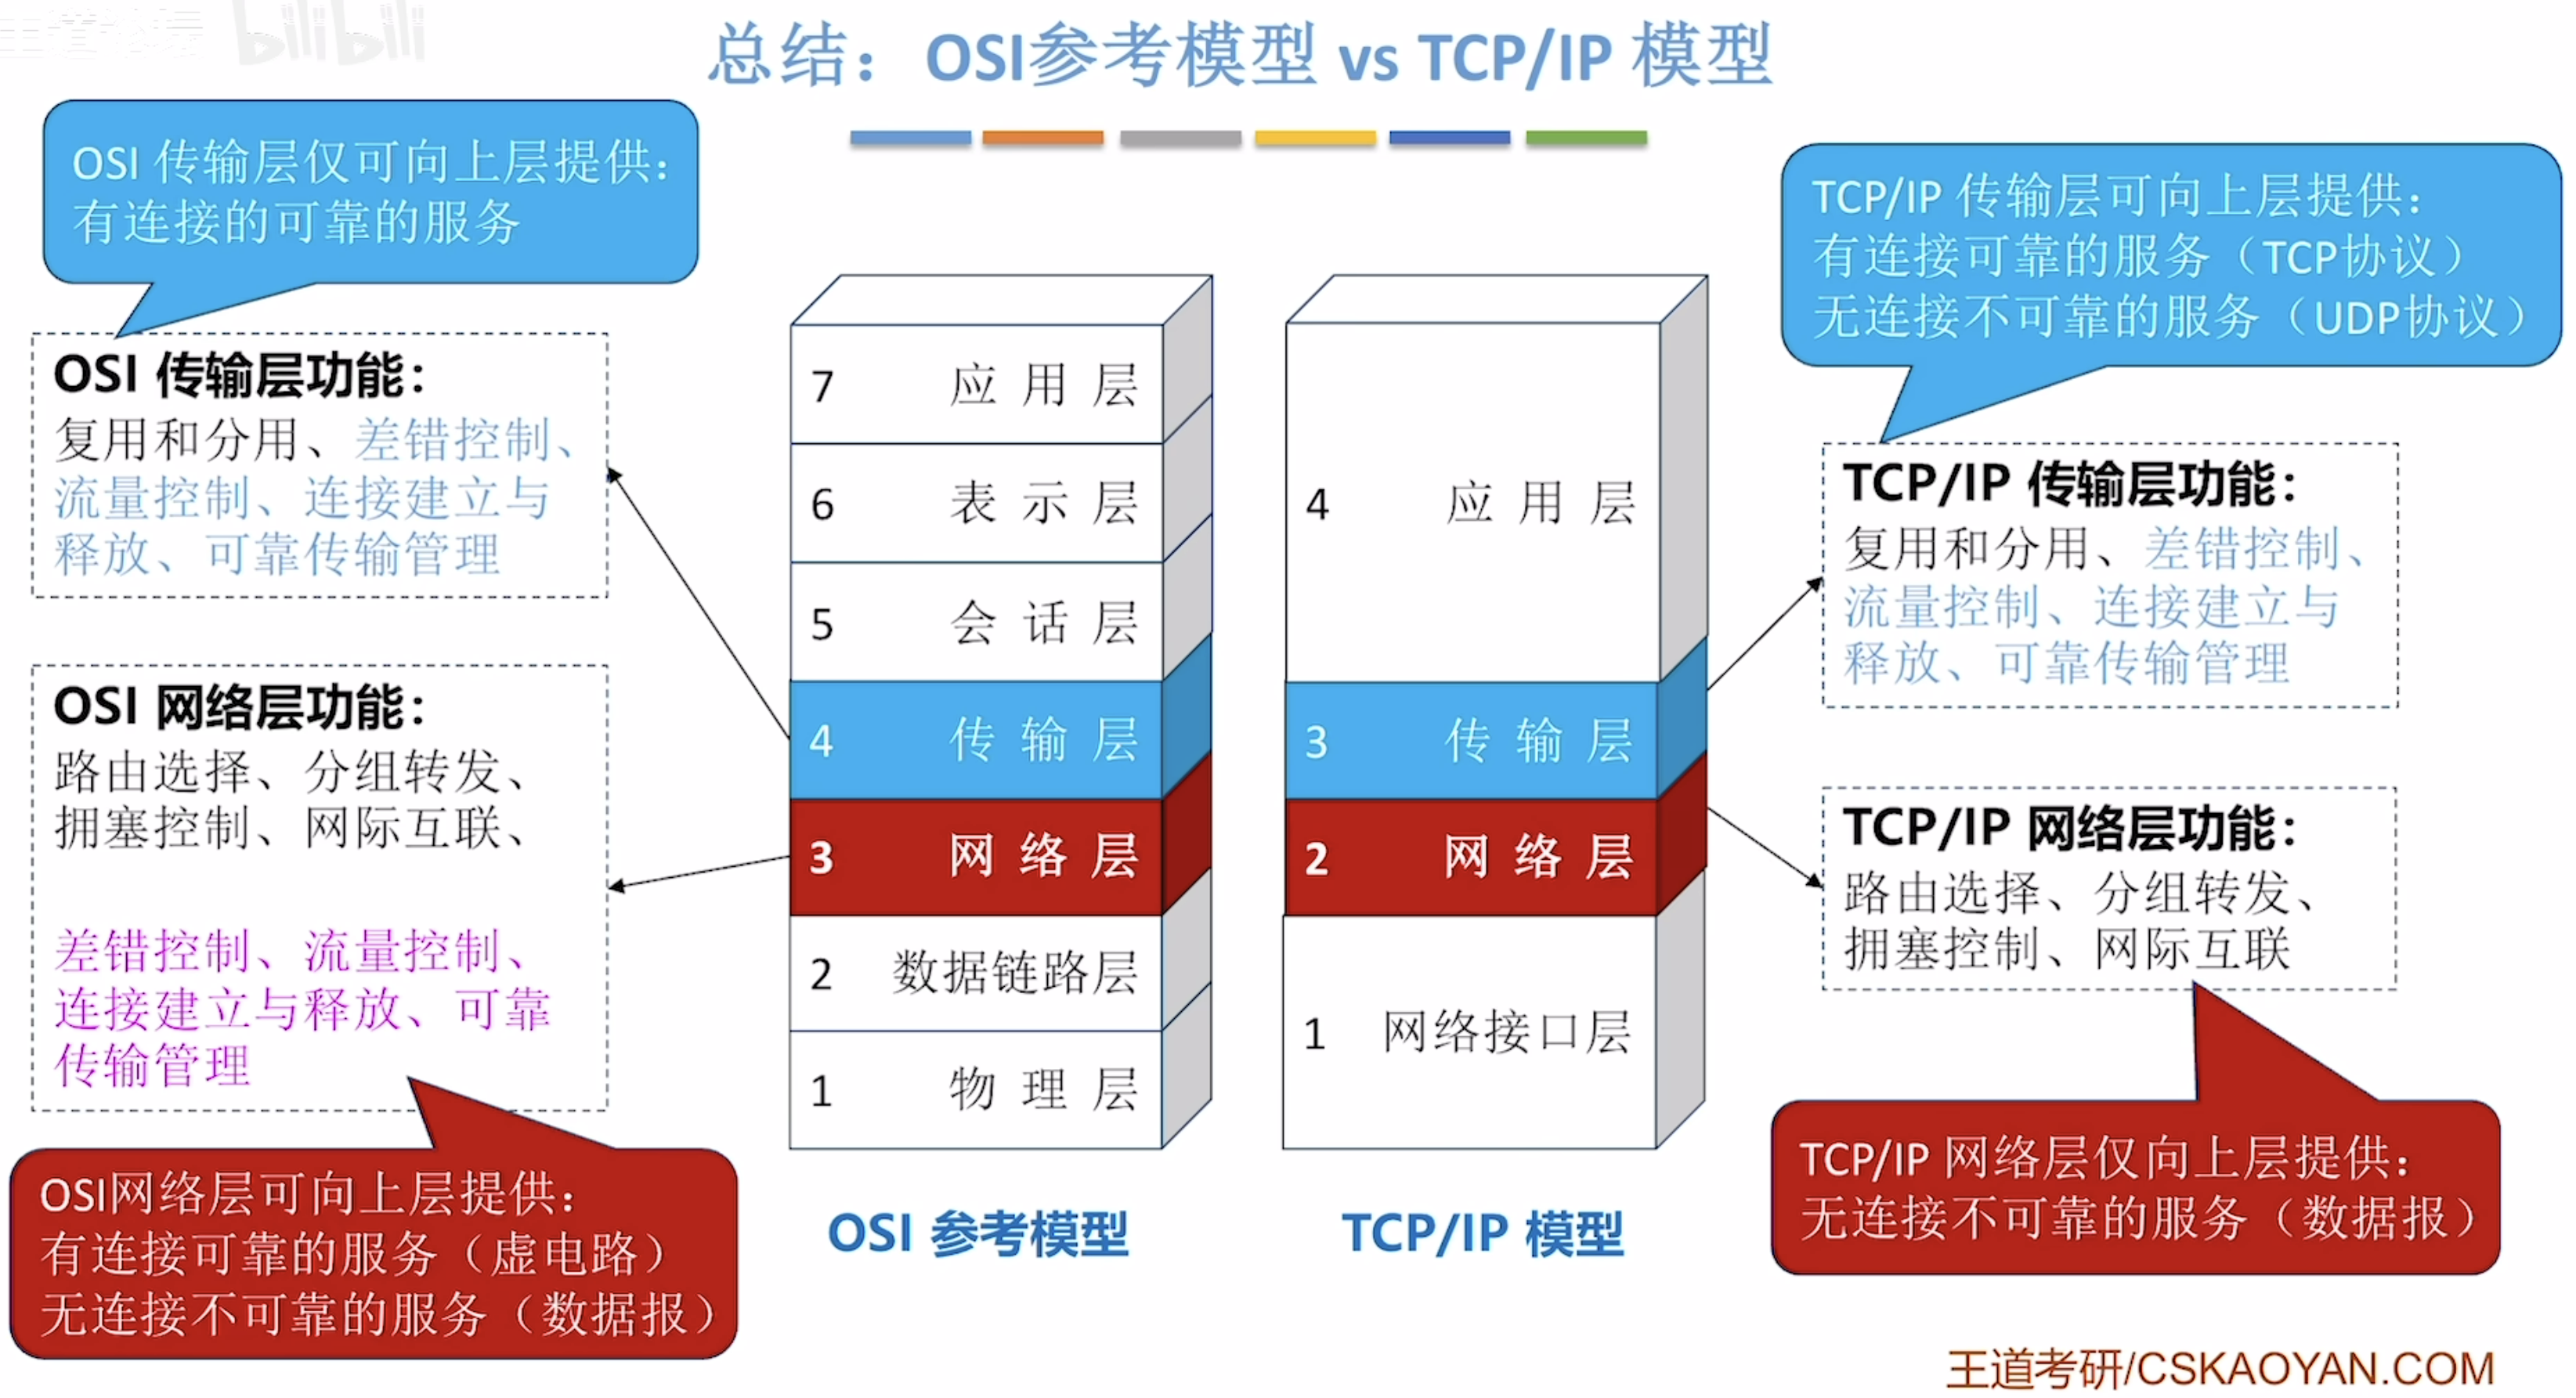 王道论坛 bilibili
总结：OSI参考模型 vs TCP/IP 模型
OSI 传输层仅可向上层提供：
有连接的可靠的服务
OSI 传输层功能：
复用和分用、差错控制、
流量控制、连接建立与
释放、可靠传输管理
OSI 网络层功能：
路由选择、分组转发、
拥塞控制、网际互联、
差错控制、流量控制、
连接建立与释放、可靠
传输管理
OSI网络层可向上层提供：
有连接可靠的服务（虚电路）
无连接不可靠的服务（数据报）
7 应用层
6 表示层
5 会话层
4 传输层
3 网络层
2 数据链路层
1 物理层
OSI 参考模型
4 应用层
3 传输层
2 网络层
1 网络接口层
TCP/IP 模型
TCP/IP 传输层可向上层提供：
有连接可靠的服务（TCP协议）
无连接不可靠的服务（UDP协议）
TCP/IP 传输层功能：
复用和分用、差错控制、
流量控制、连接建立与
释放、可靠传输管理
TCP/IP 网络层功能：
路由选择、分组转发、
拥塞控制、网际互联
TCP/IP 网络层仅向上层提供：
无连接不可靠的服务（数据报）
王道考研/CSKAOYAN.COM